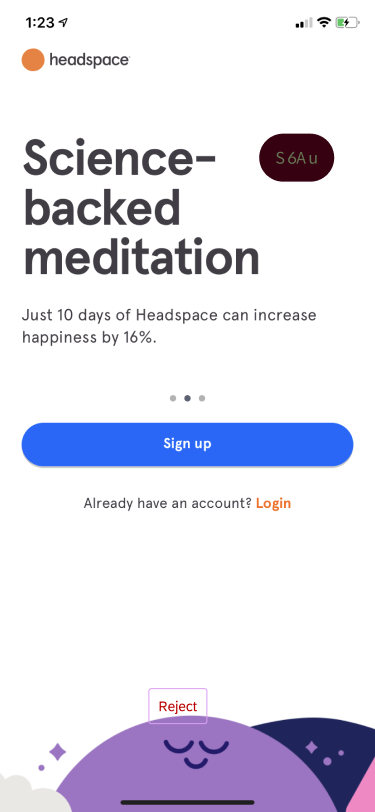 1:23
headspace
Science-
backed
meditation
S6Au
Just 10 days of Headspace can increase
happiness by 16%.
Sign up
Already have an account? Login
Reject